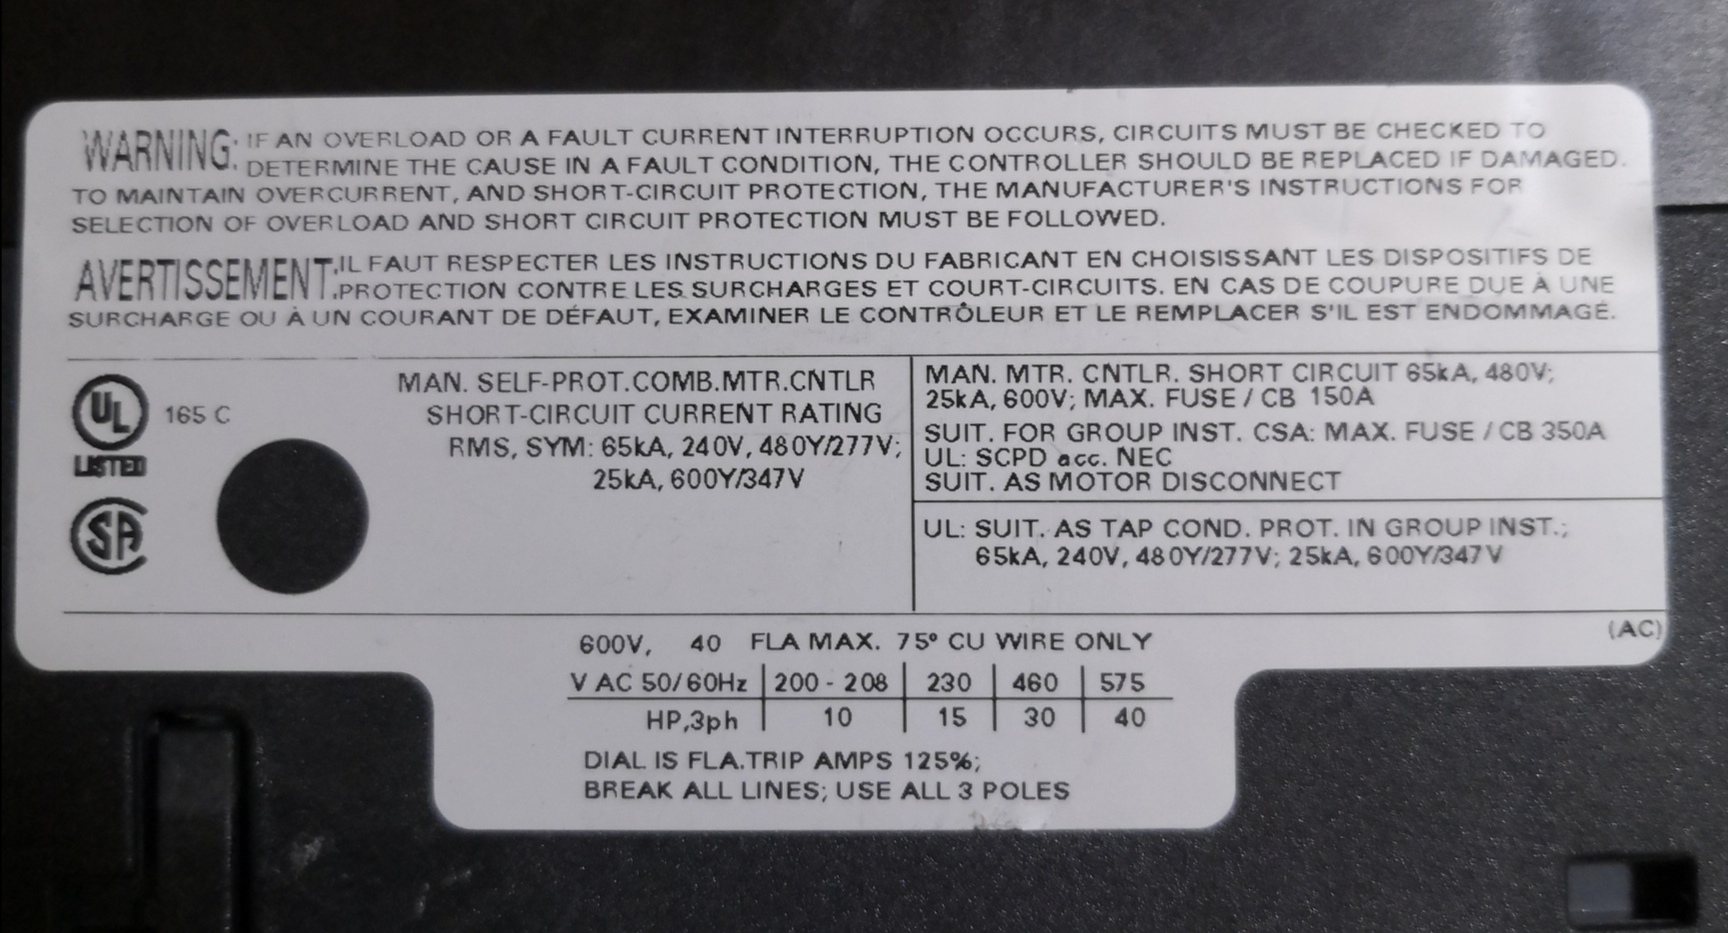 WARNING: IF AN OVERLOAD OR A FAULT CURRENT INTERRUPTION OCCURS, CIRCUITS MUST BE CHECKED TO
DETERMINE THE CAUSE IN A FAULT CONDITION, THE CONTROLLER SHOULD BE REPLACED IF DAMAGED.
TO MAINTAIN OVERCURRENT, AND SHORT-CIRCUIT PROTECTION, THE MANUFACTURER'S INSTRUCTIONS FOR
SELECTION OF OVERLOAD AND SHORT CIRCUIT PROTECTION MUST BE FOLLOWED.
AVERTISSEMENT: IL FAUT RESPECTER LES INSTRUCTIONS DU FABRICANT EN CHOISISSANT LES DISPOSITIFS DE
PROTECTION CONTRE LES SURCHARGES ET COURT-CIRCUITS. EN CAS DE COUPURE DUE À UNE
SURCHARGE OU À UN COURANT DE DÉFAUT, EXAMINER LE CONTRÔLEUR ET LE REMPLACER S'IL EST ENDOMMAGÉ.
UL
LISTED
165 C
SA
MAN. SELF-PROT.COMB.MTR.CNTLR
SHORT-CIRCUIT CURRENT RATING
RMS, SYM: 65kA, 240V, 480Y/277V;
25kA, 600Y/347V
MAN. MTR. CNTLR. SHORT CIRCUIT 65kA, 480V;
25kA, 600V; MAX. FUSE / CB 150A
SUIT. FOR GROUP INST. CSA: MAX. FUSE / CB 350A
UL: SCPD acc. NEC
SUIT. AS MOTOR DISCONNECT
UL: SUIT. AS TAP COND. PROT. IN GROUP INST.;
65kA, 240V, 480Y/277V; 25kA, 600Y/347V
(AC)
600V, 40 FLA MAX. 75° CU WIRE ONLY
V AC 50/60Hz 200 - 208 230 460 575
HP,3ph 10 15 30 40
DIAL IS FLA.TRIP AMPS 125%;
BREAK ALL LINES; USE ALL 3 POLES